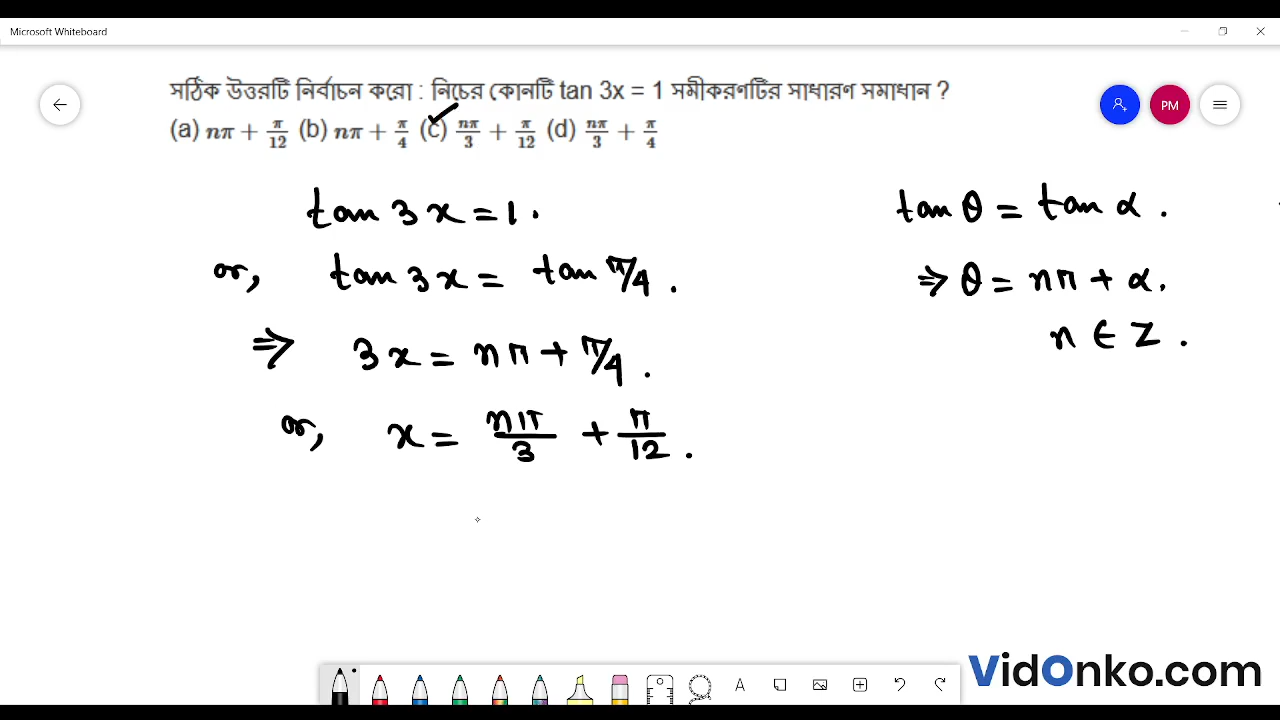 Microsoft Whiteboard
সঠিক উত্তরটি নির্বাচন করো : নিচের কোনটি tan 3x = 1 সমীকরণটির সাধারণ সমাধান ?
(a) nπ + π/12 (b) nπ + π/4 (c) nπ/3 + π/12 (d) nπ/3 + π/4
PM
tan 3x = 1 .
or, tan 3x = tan π/4 .
⇒ 3x = nπ + π/4 .
or, x = nπ/3 + π/12 .
tan θ = tan α .
⇒ θ = nπ + α .
n ∈ Z .
VidOnko.com